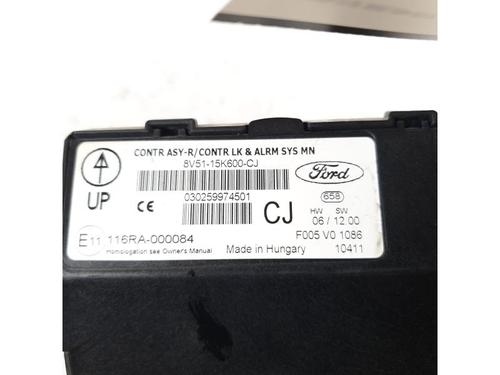 CONTR ASY-R/CONTR LK & ALRM SYS MN
8V51-15K600-CJ
Ford
UP
CE
030259974501
CJ
658
HW SW
06 / 12.00
E11 116RA-000084
F005 V0 1086
Homologation see Owner's Manual
Made in Hungary
10411